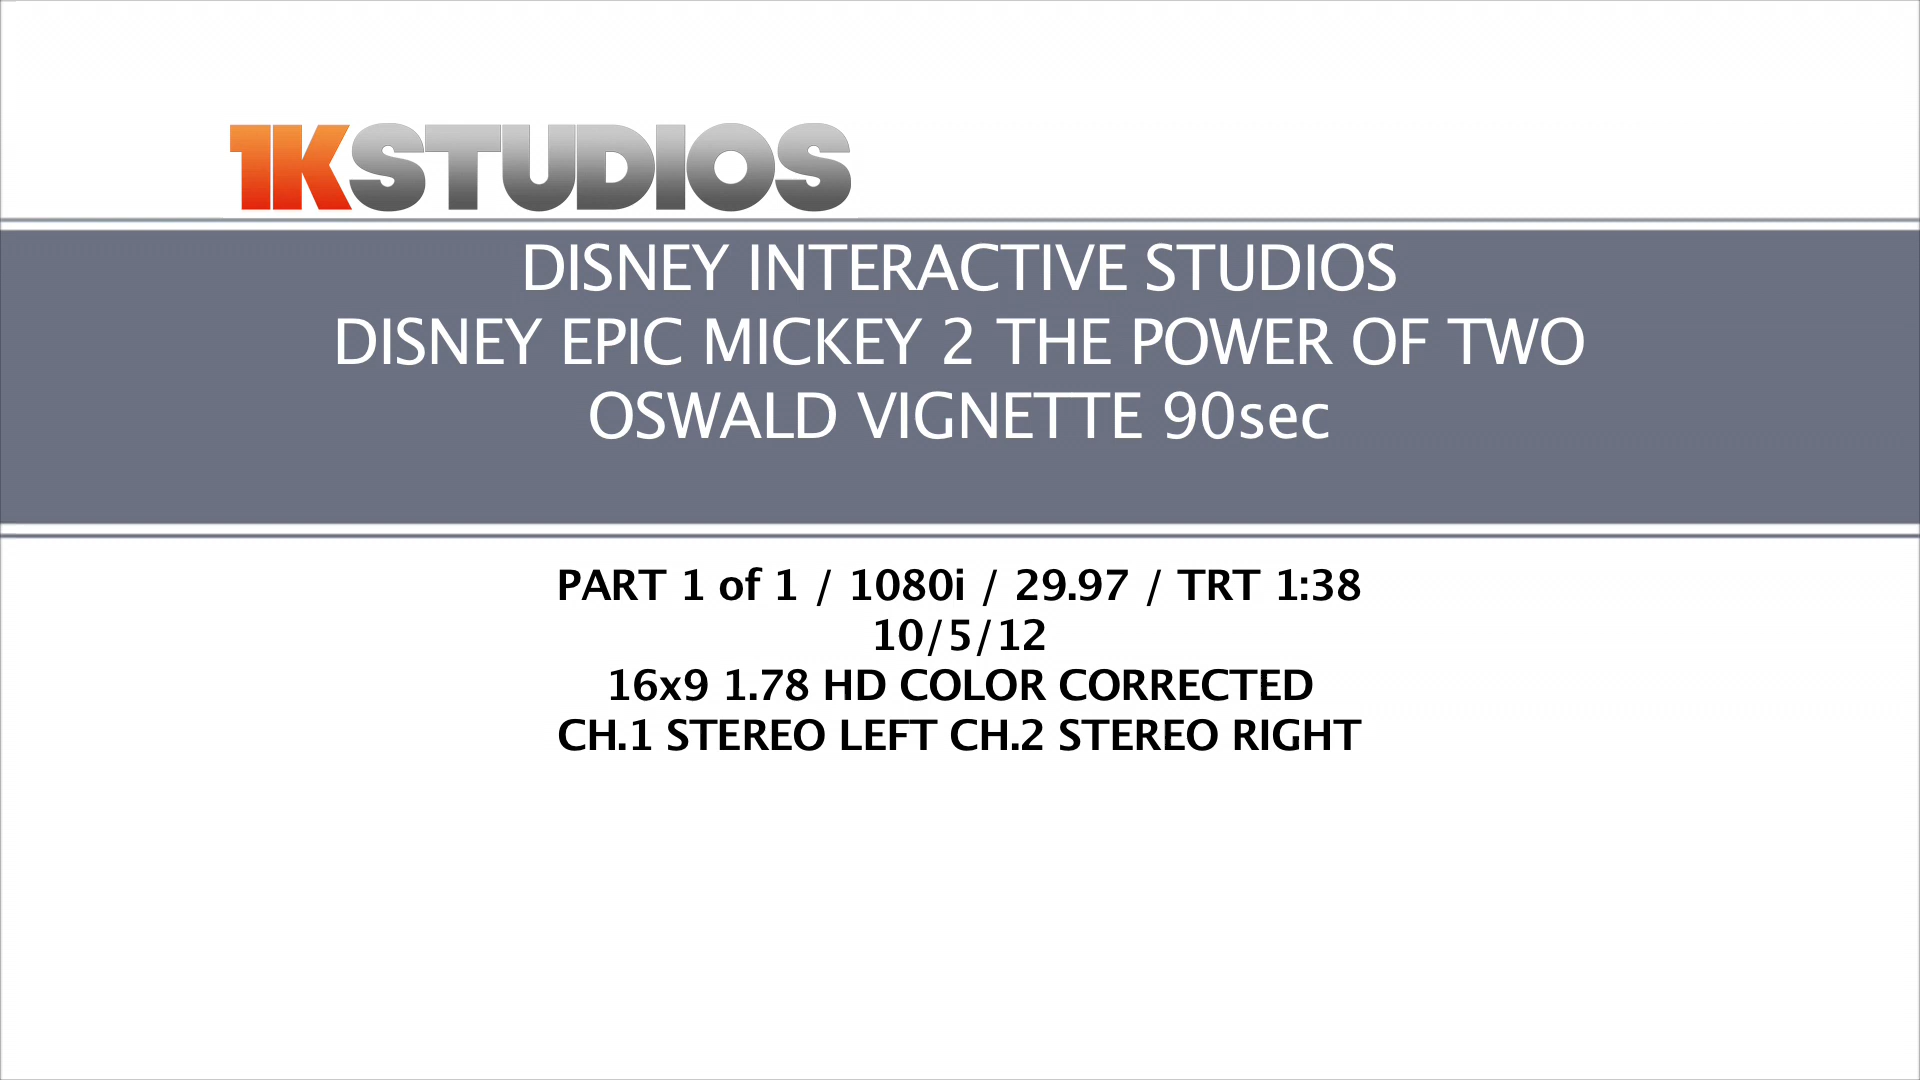 1KSTUDIOS
DISNEY INTERACTIVE STUDIOS
DISNEY EPIC MICKEY 2 THE POWER OF TWO
OSWALD VIGNETTE 90sec
PART 1 of 1 / 1080i / 29.97 / TRT 1:38
10/5/12
16x9 1.78 HD COLOR CORRECTED
CH.1 STEREO LEFT CH.2 STEREO RIGHT